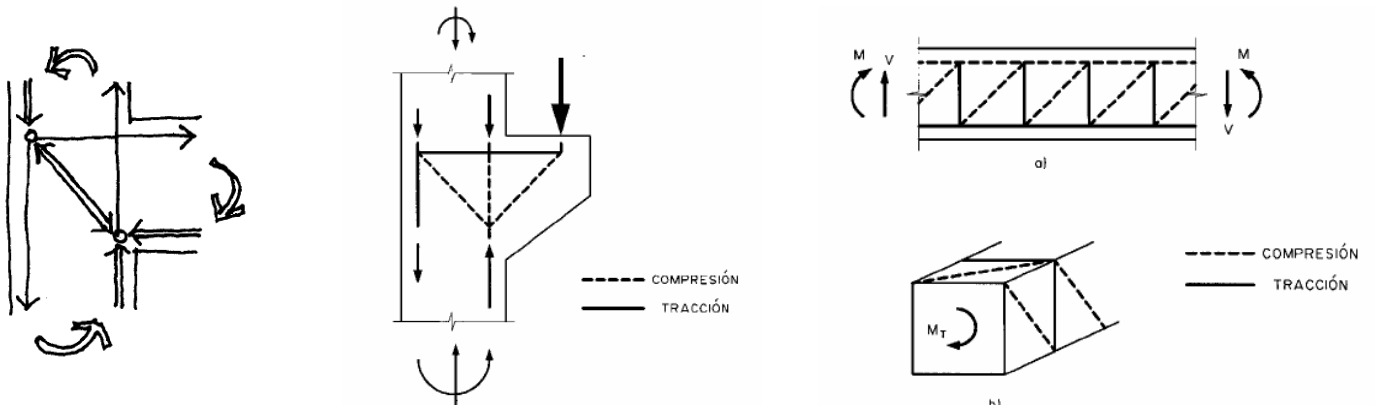 COMPRESIÓN
TRACCIÓN
M
V
M
V
a)
COMPRESIÓN
TRACCIÓN
M_T
b)